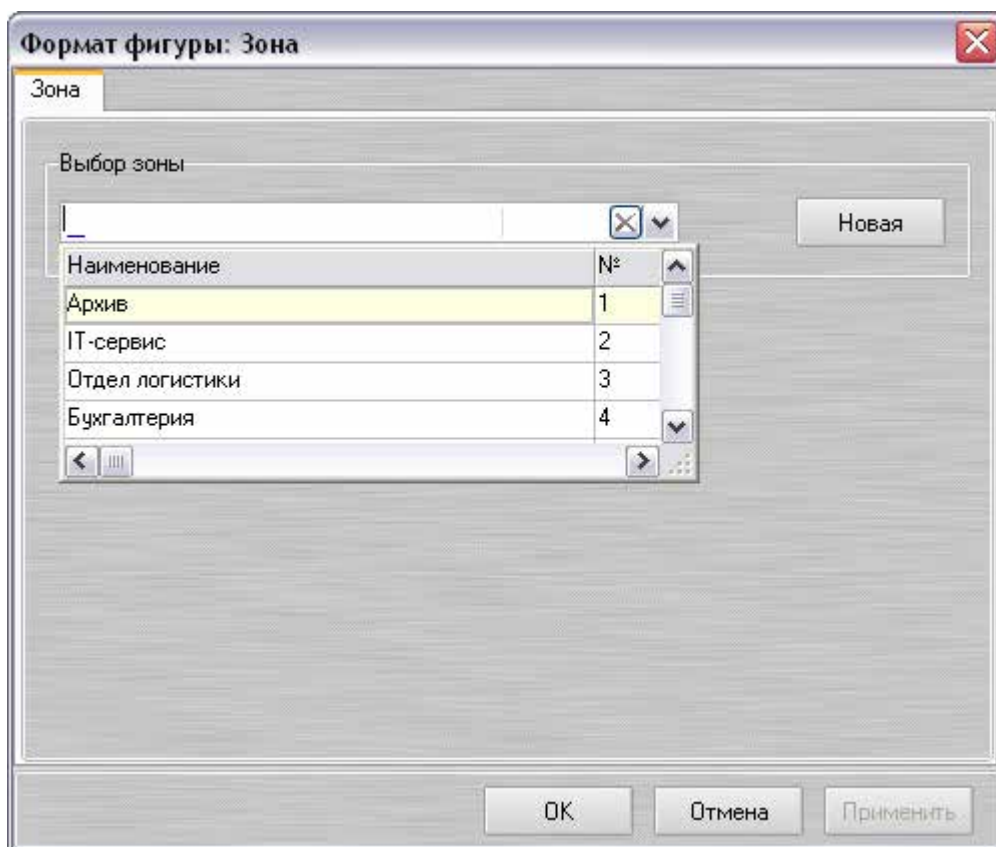 Формат фигуры: Зона
Зона
Выбор зоны
Новая
Наименование №
Архив 1
IT-сервис 2
Отдел логистики 3
Бухгалтерия 4
OK Отмена Применить